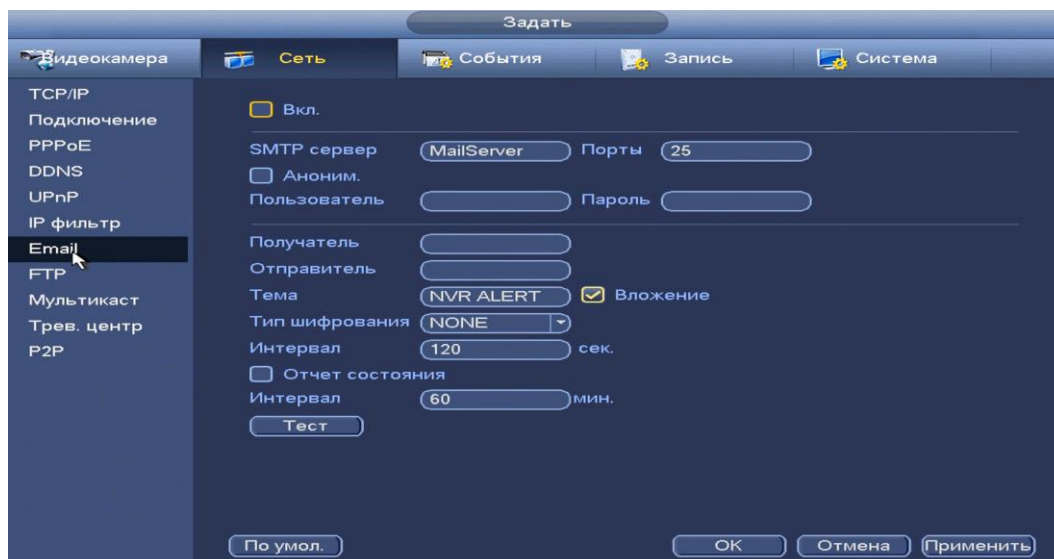 Задать
Видеокамера Сеть События Запись Система
TCP/IP
Подключение
PPPoE
DDNS
UPnP
IP фильтр
Email
FTP
Мультикаст
Трев. центр
P2P
Вкл.
SMTP сервер MailServer Порты 25
Аноним.
Пользователь Пароль
Получатель
Отправитель
Тема NVR ALERT Вложение
Тип шифрования NONE
Интервал 120 сек.
Отчет состояния
Интервал 60 мин.
Тест
По умол. OK Отмена Применить